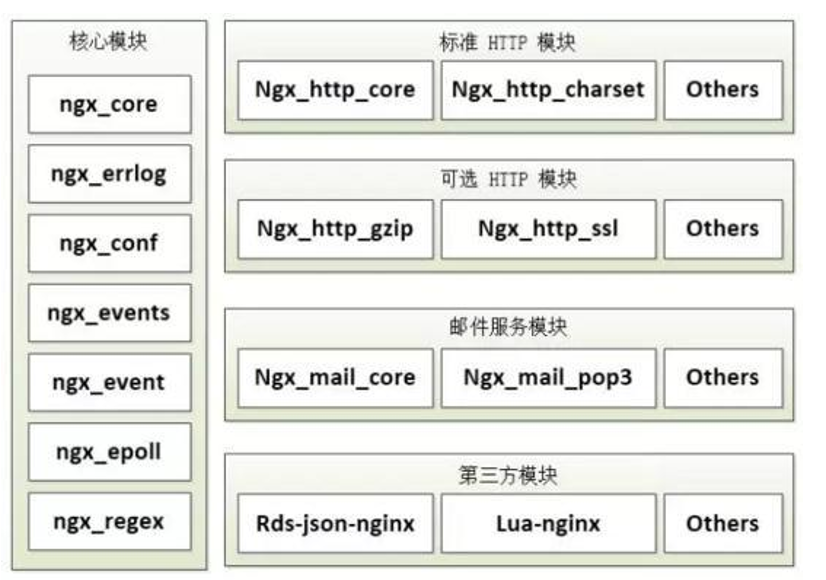 核心模块
ngx_core
ngx_errlog
ngx_conf
ngx_events
ngx_event
ngx_epoll
ngx_regex
标准 HTTP 模块
Ngx_http_core Ngx_http_charset Others
可选 HTTP 模块
Ngx_http_gzip Ngx_http_ssl Others
邮件服务模块
Ngx_mail_core Ngx_mail_pop3 Others
第三方模块
Rds-json-nginx Lua-nginx Others